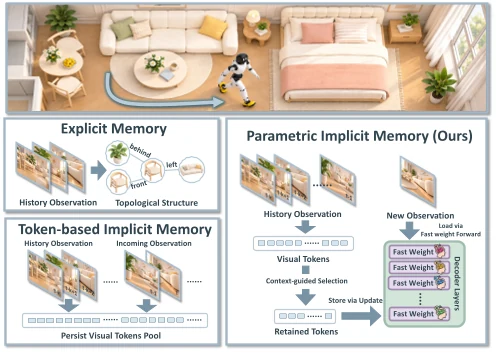 Explicit Memory
behind
left
front
History Observation
Topological Structure
Token-based Implicit Memory
History Observation
Incoming Observation
......
......
......
......
Persist Visual Tokens Pool
Parametric Implicit Memory (Ours)
......
History Observation
New Observation
Load via
Fast weight Forward
......
Visual Tokens
Context-guided Selection
Store via Update
......
Retained Tokens
Fast Weight
Fast Weight
Fast Weight
Fast Weight
Decoder Layers